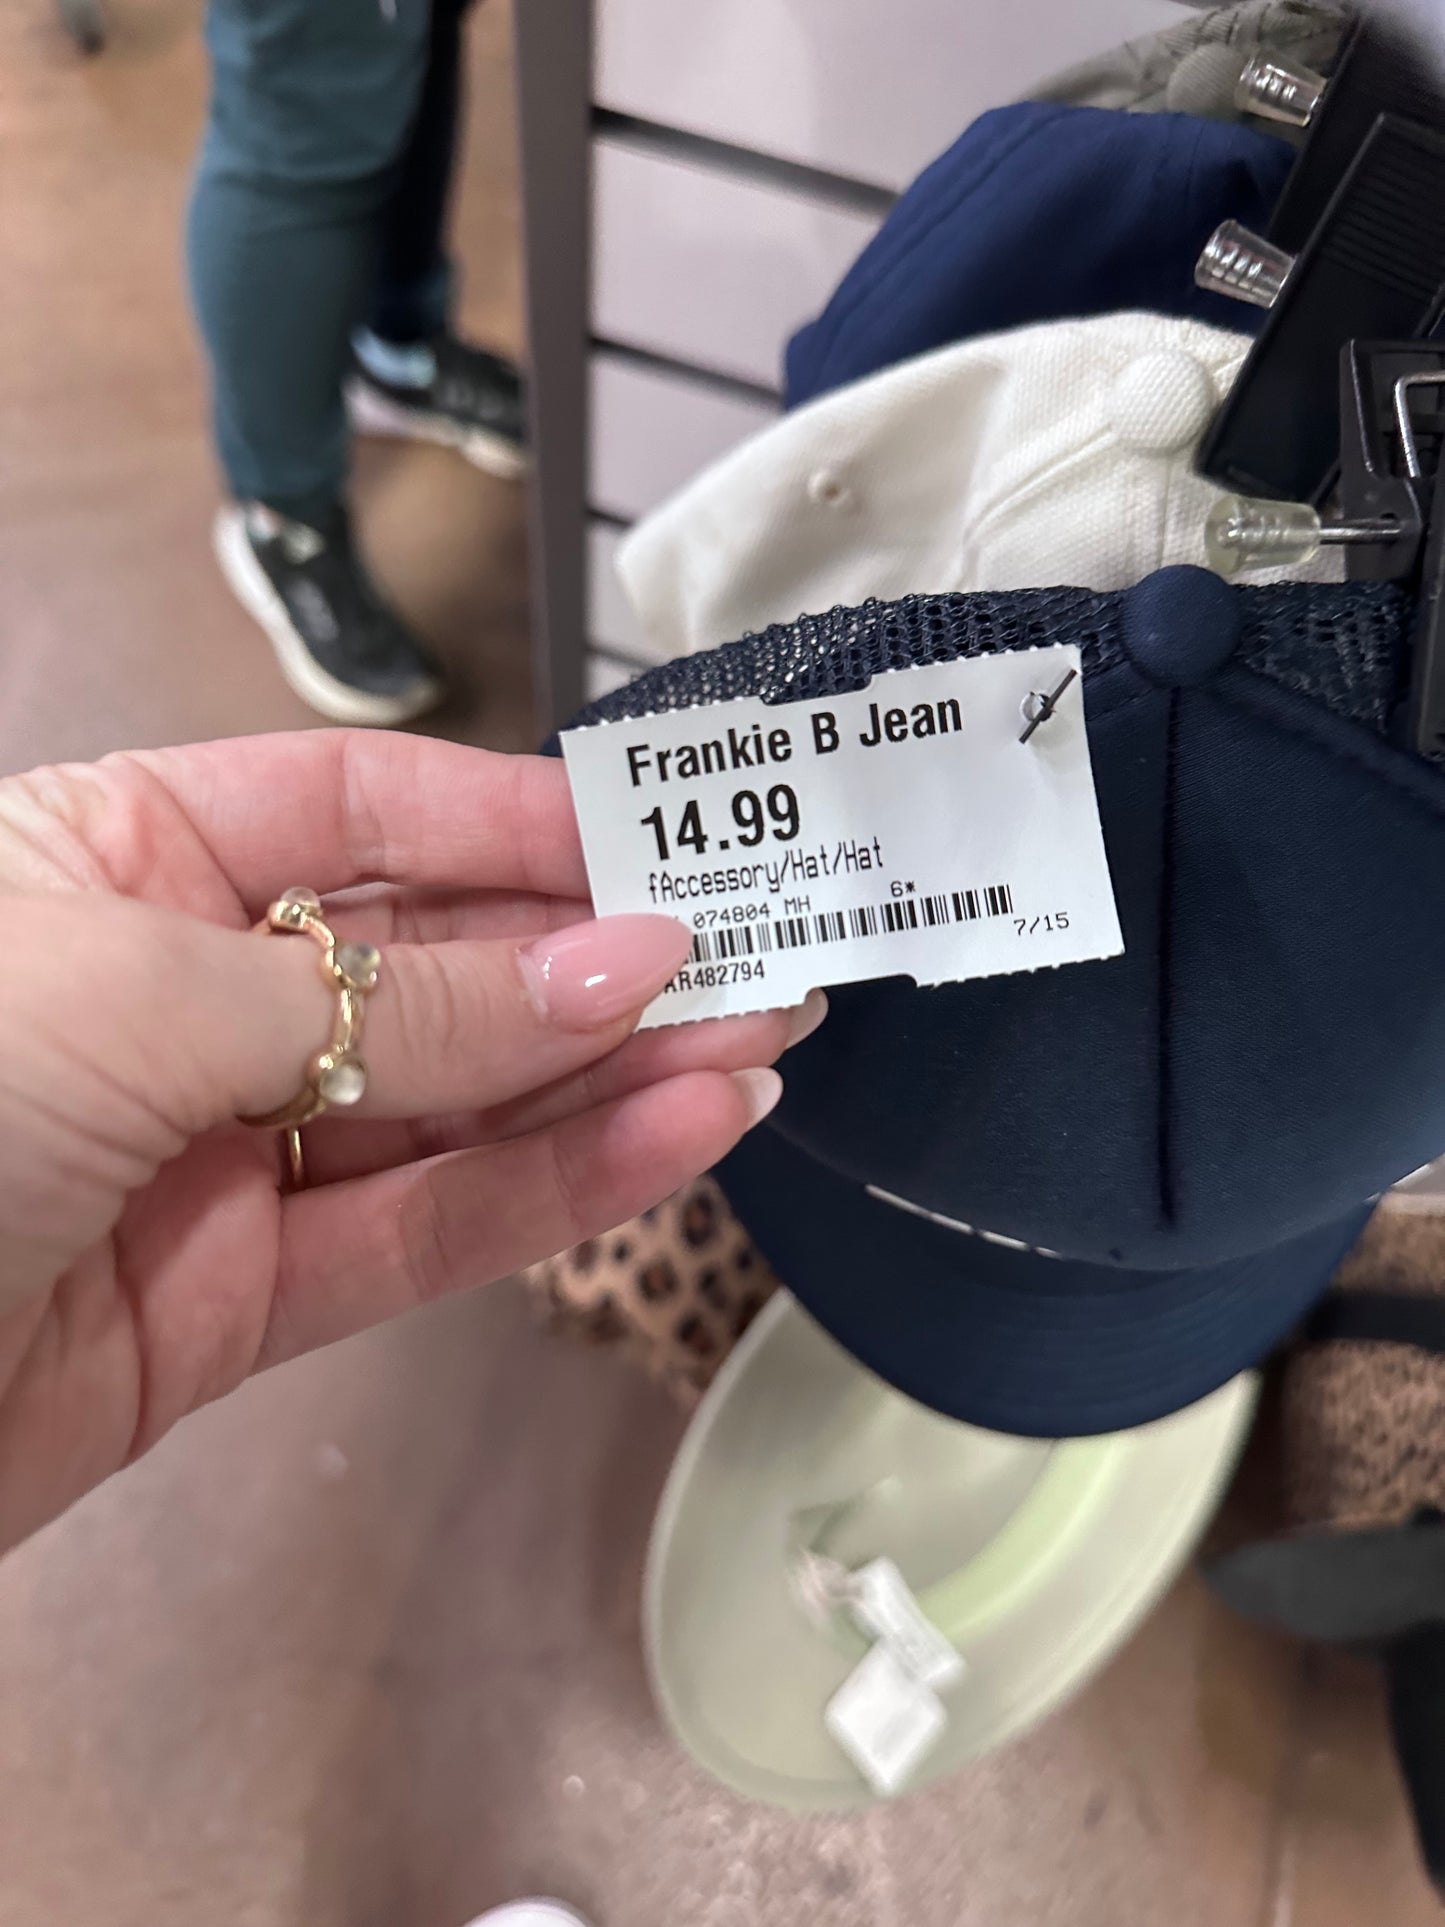 Frankie B Jean
14.99
fAccessory/Hat/Hat
074804 MH 6*
7/15
AR482794